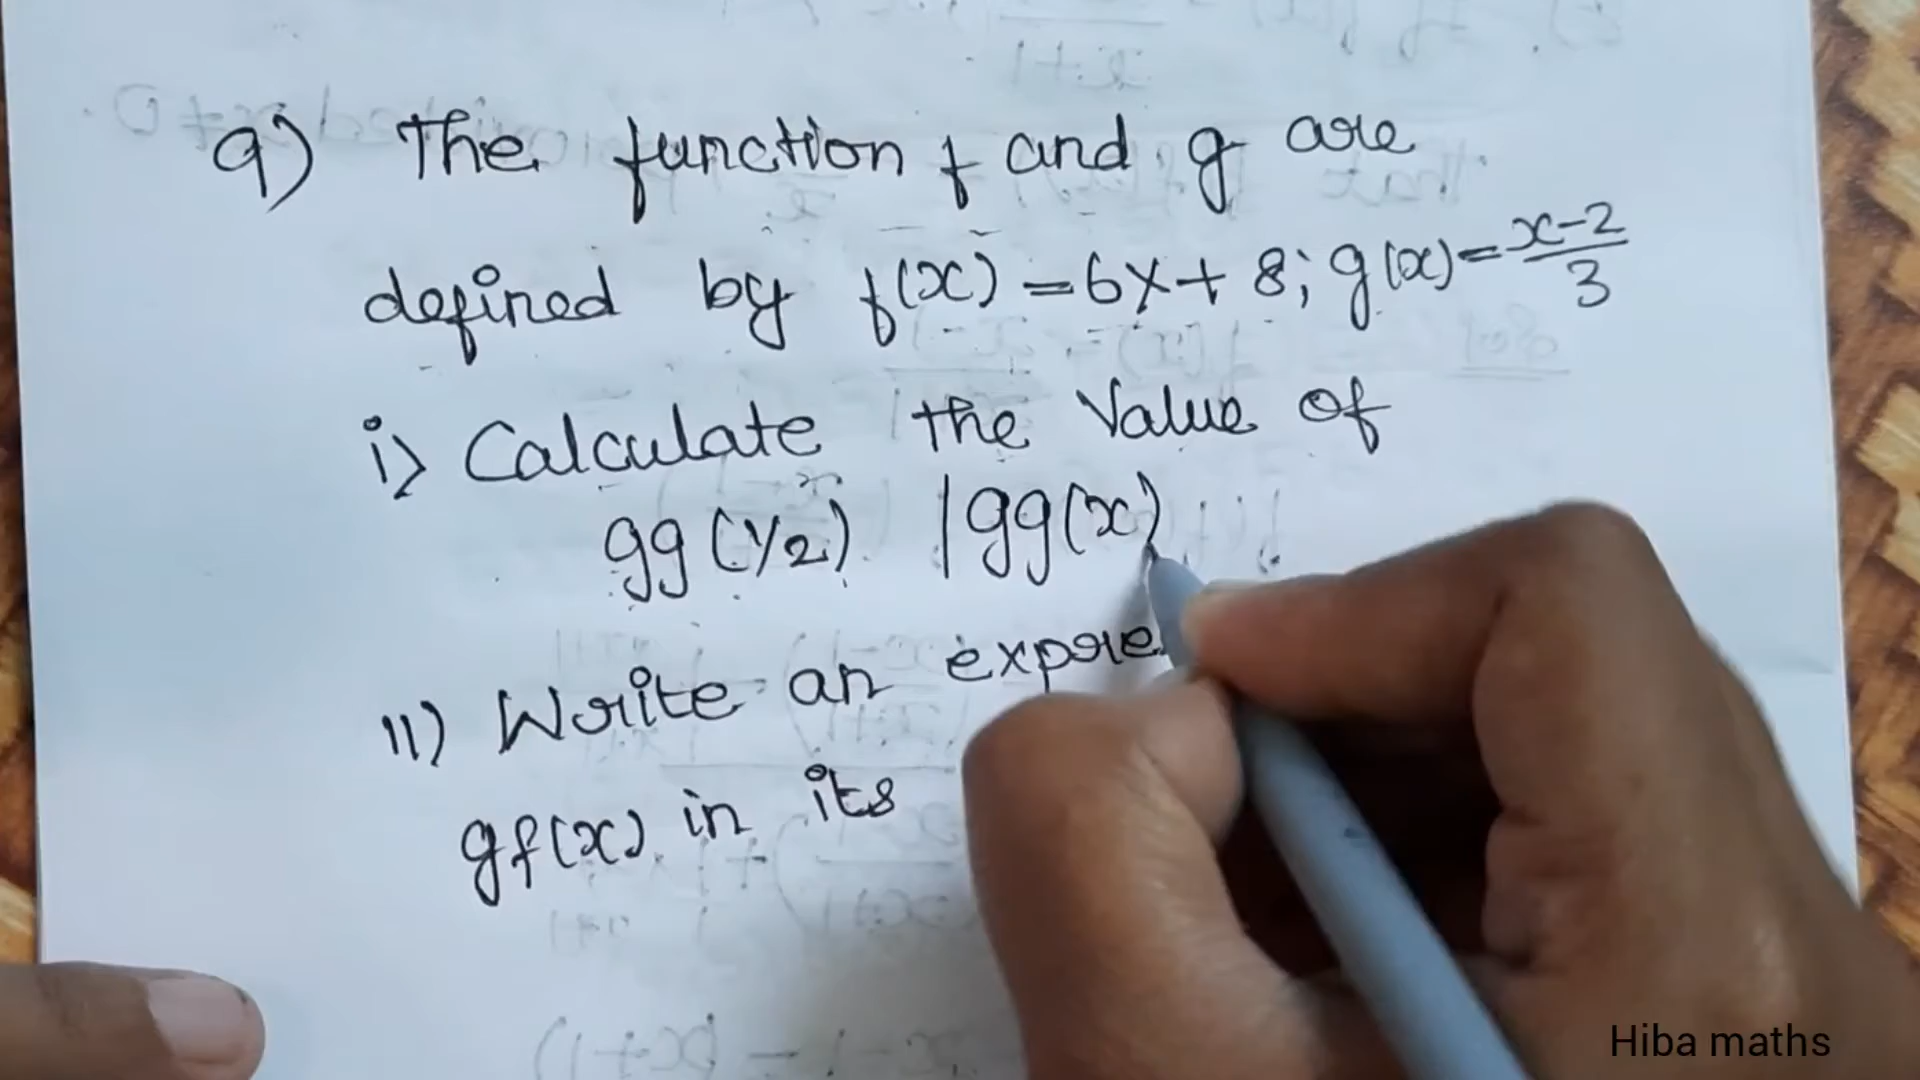 9) The function f and g are
defined by f(x) = 6x + 8; g(x) = x-2/3
i) Calculate the Value of
gg(1/2) | gg(x)
ii) Write an expre
gf(x) in its
Hiba maths